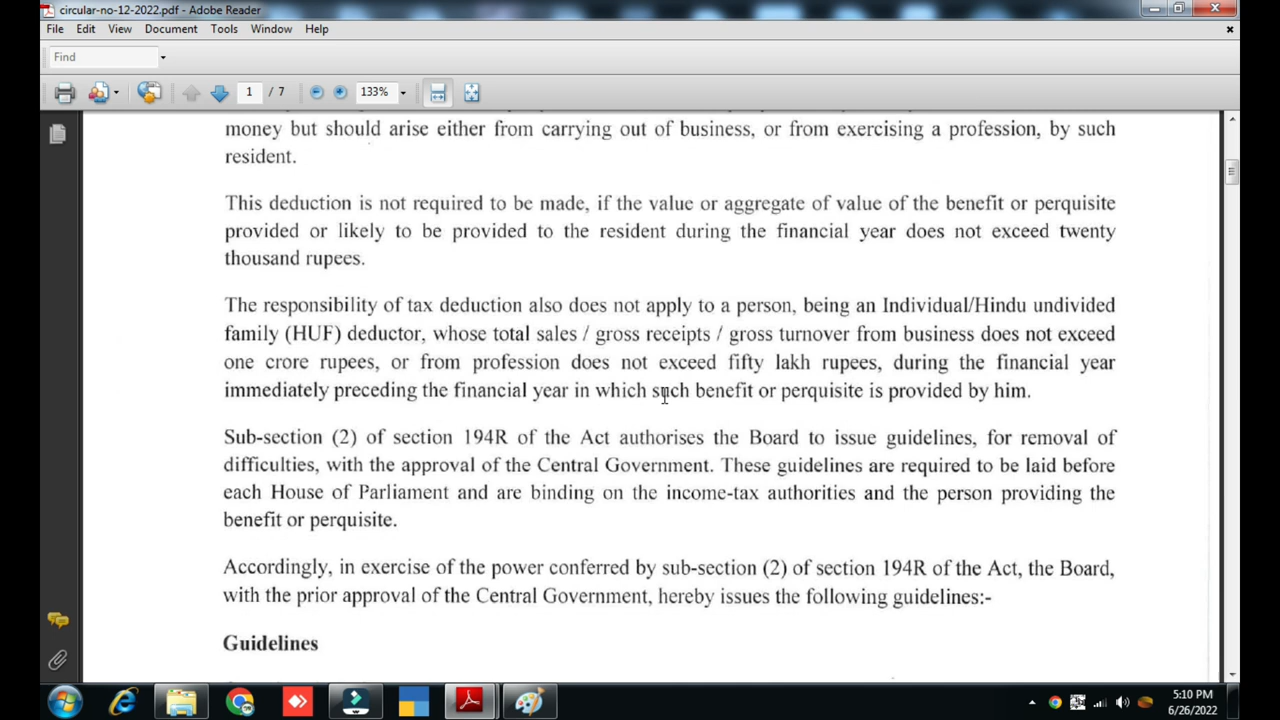 circular-no-12-2022.pdf - Adobe Reader
File Edit View Document Tools Window Help
Find
1 / 7 133%
money but should arise either from carrying out of business, or from exercising a profession, by such
resident.
This deduction is not required to be made, if the value or aggregate of value of the benefit or perquisite
provided or likely to be provided to the resident during the financial year does not exceed twenty
thousand rupees.
The responsibility of tax deduction also does not apply to a person, being an Individual/Hindu undivided
family (HUF) deductor, whose total sales / gross receipts / gross turnover from business does not exceed
one crore rupees, or from profession does not exceed fifty lakh rupees, during the financial year
immediately preceding the financial year in which such benefit or perquisite is provided by him.
Sub-section (2) of section 194R of the Act authorises the Board to issue guidelines, for removal of
difficulties, with the approval of the Central Government. These guidelines are required to be laid before
each House of Parliament and are binding on the income-tax authorities and the person providing the
benefit or perquisite.
Accordingly, in exercise of the power conferred by sub-section (2) of section 194R of the Act, the Board,
with the prior approval of the Central Government, hereby issues the following guidelines:-
Guidelines
5:10 PM
6/26/2022